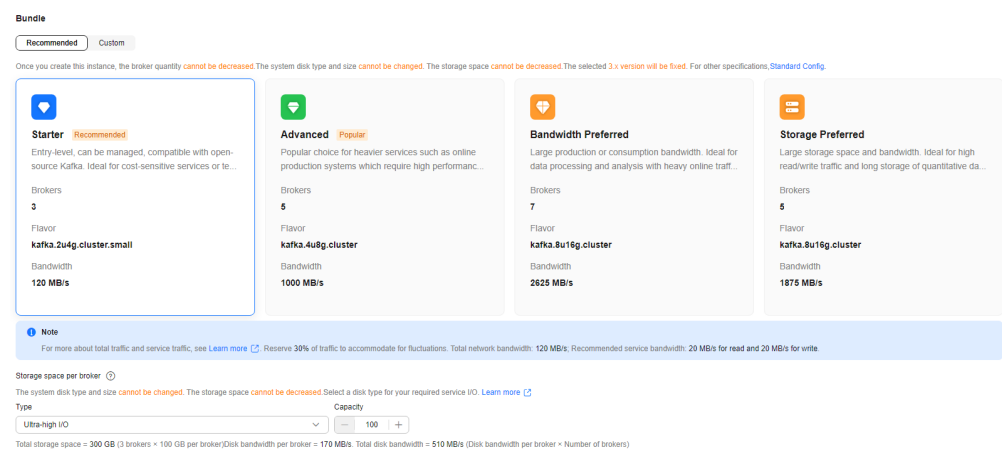 Bundle
Recommended Custom
Once you create this instance, the broker quantity cannot be decreased.The system disk type and size cannot be changed. The storage space cannot be decreased.The selected 3.x version will be fixed. For other specifications,Standard Config.
Starter Recommended
Entry-level, can be managed, compatible with open-
source Kafka. Ideal for cost-sensitive services or te...
Brokers
3
Flavor
kafka.2u4g.cluster.small
Bandwidth
120 MB/s
Advanced Popular
Popular choice for heavier services such as online
production systems which require high performanc...
Brokers
5
Flavor
kafka.4u8g.cluster
Bandwidth
1000 MB/s
Bandwidth Preferred
Large production or consumption bandwidth. Ideal for
data processing and analysis with heavy online traff...
Brokers
7
Flavor
kafka.8u16g.cluster
Bandwidth
2625 MB/s
Storage Preferred
Large storage space and bandwidth. Ideal for high
read/write traffic and long storage of quantitative da...
Brokers
5
Flavor
kafka.8u16g.cluster
Bandwidth
1875 MB/s
Note
For more about total traffic and service traffic, see Learn more. Reserve 30% of traffic to accommodate for fluctuations. Total network bandwidth: 120 MB/s; Recommended service bandwidth: 20 MB/s for read and 20 MB/s for write.
Storage space per broker ?
The system disk type and size cannot be changed. The storage space cannot be decreased.Select a disk type for your required service I/O. Learn more
Type Capacity
Ultra-high I/O − 100 +
Total storage space = 300 GB (3 brokers × 100 GB per broker)Disk bandwidth per broker = 170 MB/s. Total disk bandwidth = 510 MB/s (Disk bandwidth per broker × Number of brokers)